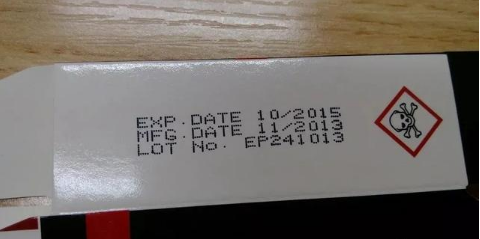 EXP.DATE 10/2015
MFG.DATE 11/2013
LOT No. EP241013